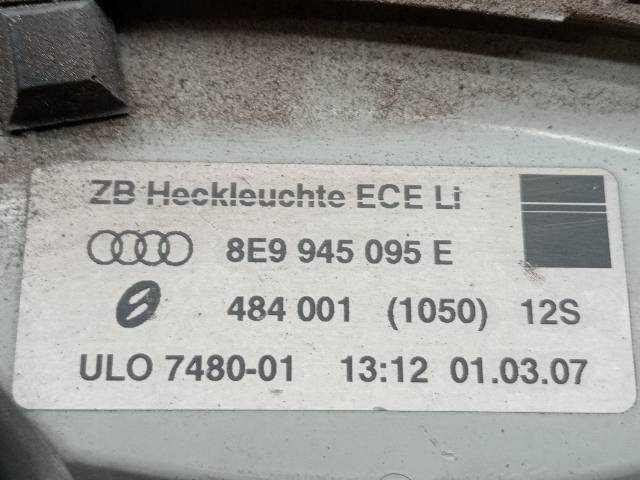 ZB Heckleuchte ECE Li
8E9 945 095 E
484 001 (1050) 12S
ULO 7480-01 13:12 01.03.07